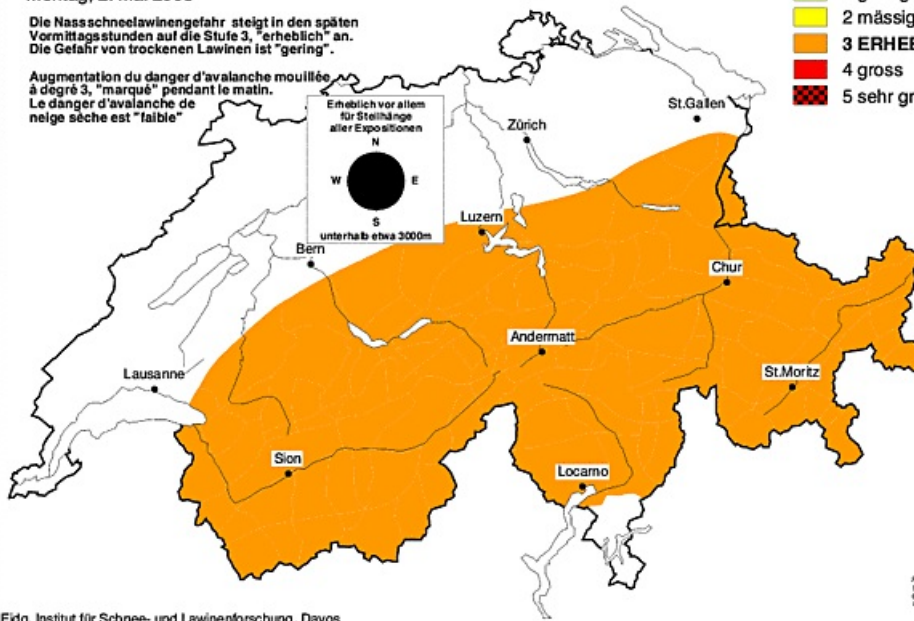 Die Nassschneelawinengefahr steigt in den späten
Vormittagsstunden auf die Stufe 3, "erheblich" an.
Die Gefahr von trockenen Lawinen ist "gering".
Augmentation du danger d'avalanche mouillée
à degré 3, "marqué" pendant le matin.
Le danger d'avalanche de
neige sèche est "faible"
2 mässig
3 ERHEB
4 gross
5 sehr gr
Erheblich vor allem
für Steilhänge
aller Expositionen
N
W E
S
unterhalb etwa 3000m
St.Gallen
Zürich
Luzern
Bern
Chur
Andermatt
St.Moritz
Lausanne
Sion
Locarno
Eidg. Institut für Schnee- und Lawinenforschung, Davos